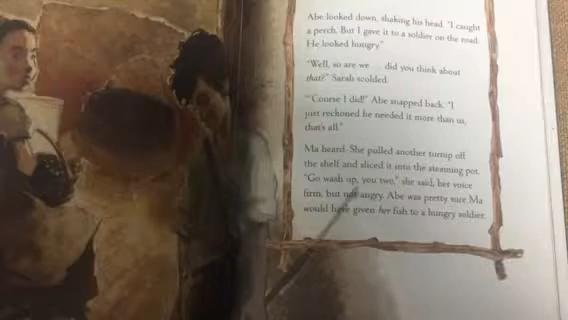 Abe looked down, shaking his head. "I caught
a perch. But I gave it to a soldier on the road.
He looked hungry."
"Well, so are we . . . did you think about
that?" Sarah scolded.
"'Course I did!" Abe snapped back. "I
just reckoned he needed it more than us,
that's all."
Ma heard. She pulled another turnip off
the shelf and sliced it into the steaming pot.
"Go wash up, you two," she said, her voice
firm, but not angry. Abe was pretty sure Ma
would have given her fish to a hungry soldier.